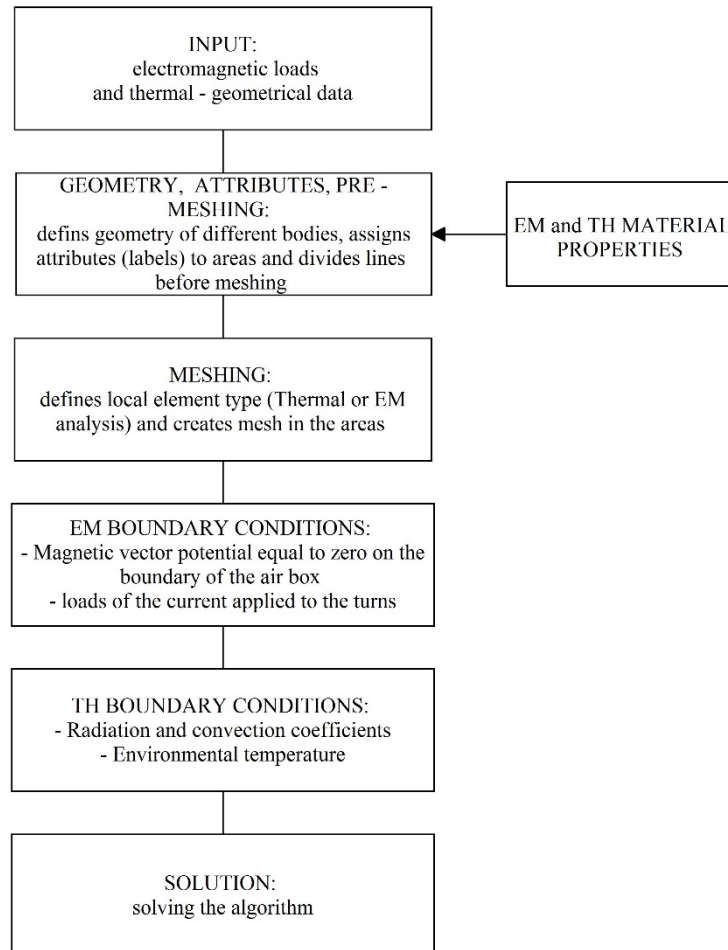 INPUT:
electromagnetic loads
and thermal - geometrical data
GEOMETRY, ATTRIBUTES, PRE -
MESHING:
defins geometry of different bodies, assigns
attributes (labels) to areas and divides lines
before meshing
EM and TH MATERIAL
PROPERTIES
MESHING:
defines local element type (Thermal or EM
analysis) and creates mesh in the areas
EM BOUNDARY CONDITIONS:
- Magnetic vector potential equal to zero on the
boundary of the air box
- loads of the current applied to the turns
TH BOUNDARY CONDITIONS:
- Radiation and convection coefficients
- Environmental temperature
SOLUTION:
solving the algorithm